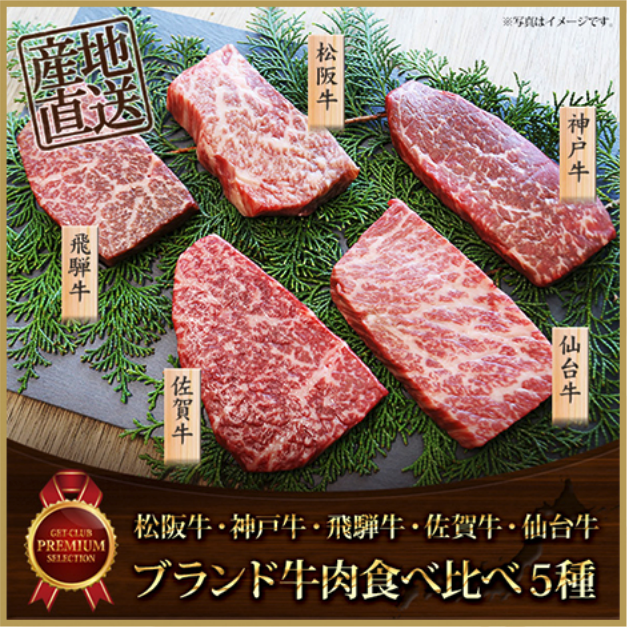 ※写真はイメージです。
産地
直送
松阪牛
神戸牛
飛騨牛
佐賀牛
仙台牛
GET-CLUB
PREMIUM
SELECTION
松阪牛・神戸牛・飛騨牛・佐賀牛・仙台牛
ブランド牛肉食べ比べ5種